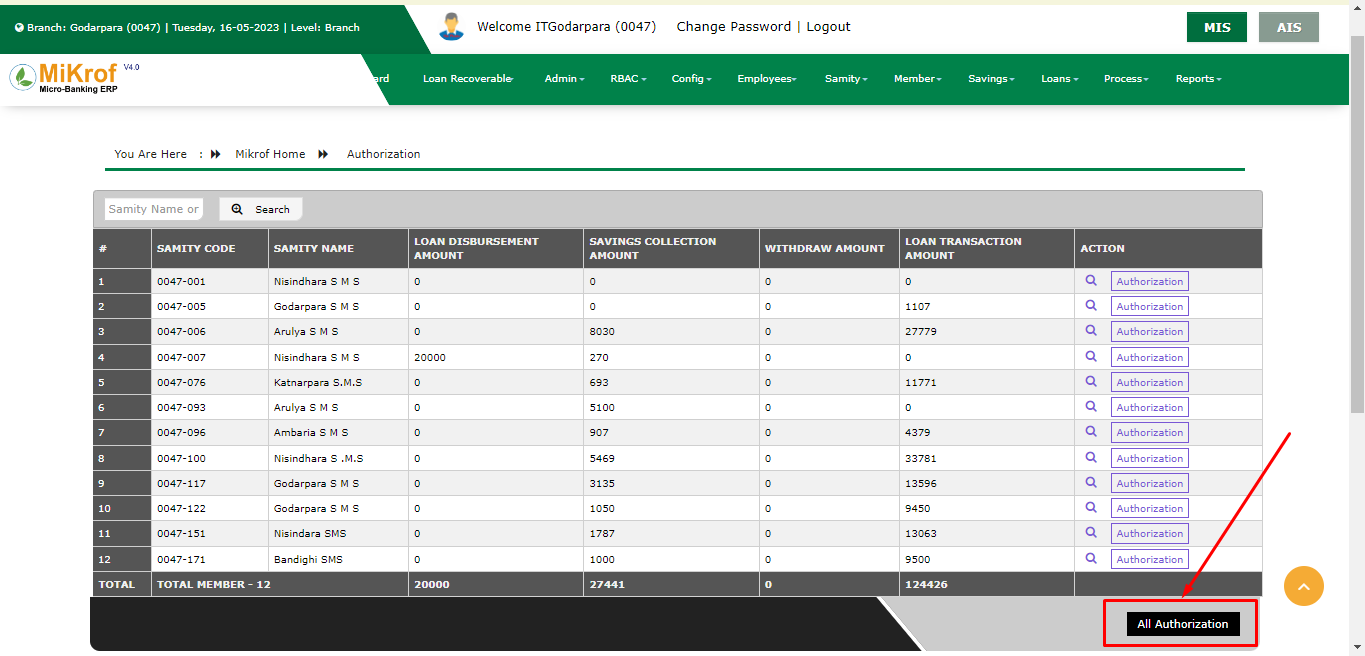 Branch: Godarpara (0047) | Tuesday, 16-05-2023 | Level: Branch
Welcome ITGodarpara (0047) Change Password | Logout
MIS AIS
MiKrof V4.0
Micro-Banking ERP
ard Loan Recoverable Admin RBAC Config Employees Samity Member Savings Loans Process Reports
You Are Here : Mikrof Home Authorization
Samity Name or Search
# SAMITY CODE SAMITY NAME LOAN DISBURSEMENT AMOUNT SAVINGS COLLECTION AMOUNT WITHDRAW AMOUNT LOAN TRANSACTION AMOUNT ACTION
1 0047-001 Nisindhara S M S 0 0 0 0 Authorization
2 0047-005 Godarpara S M S 0 0 0 1107 Authorization
3 0047-006 Arulya S M S 0 8030 0 27779 Authorization
4 0047-007 Nisindhara S M S 20000 270 0 0 Authorization
5 0047-076 Katnarpara S.M.S 0 693 0 11771 Authorization
6 0047-093 Arulya S M S 0 5100 0 0 Authorization
7 0047-096 Ambaria S M S 0 907 0 4379 Authorization
8 0047-100 Nisindhara S .M.S 0 5469 0 33781 Authorization
9 0047-117 Godarpara S M S 0 3135 0 13596 Authorization
10 0047-122 Godarpara S M S 0 1050 0 9450 Authorization
11 0047-151 Nisindara SMS 0 1787 0 13063 Authorization
12 0047-171 Bandighi SMS 0 1000 0 9500 Authorization
TOTAL TOTAL MEMBER - 12 20000 27441 0 124426
All Authorization